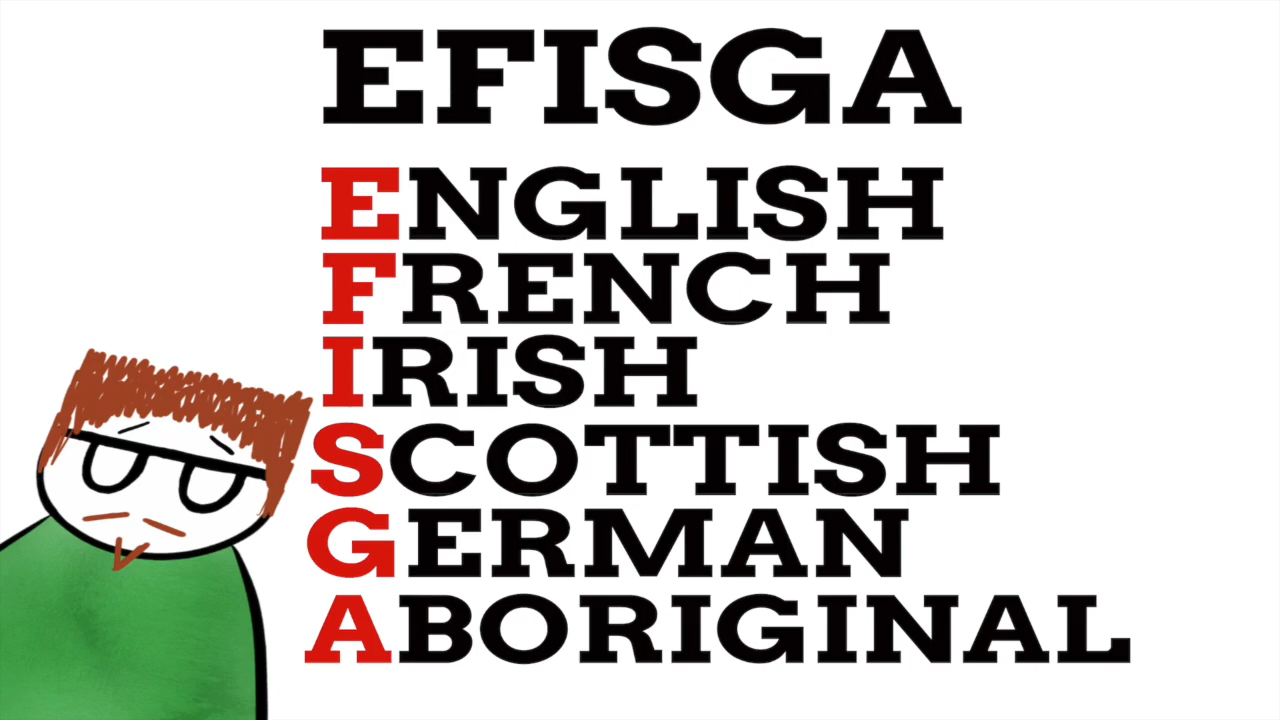 EFISGA
ENGLISH
FRENCH
IRISH
SCOTTISH
GERMAN
ABORIGINAL